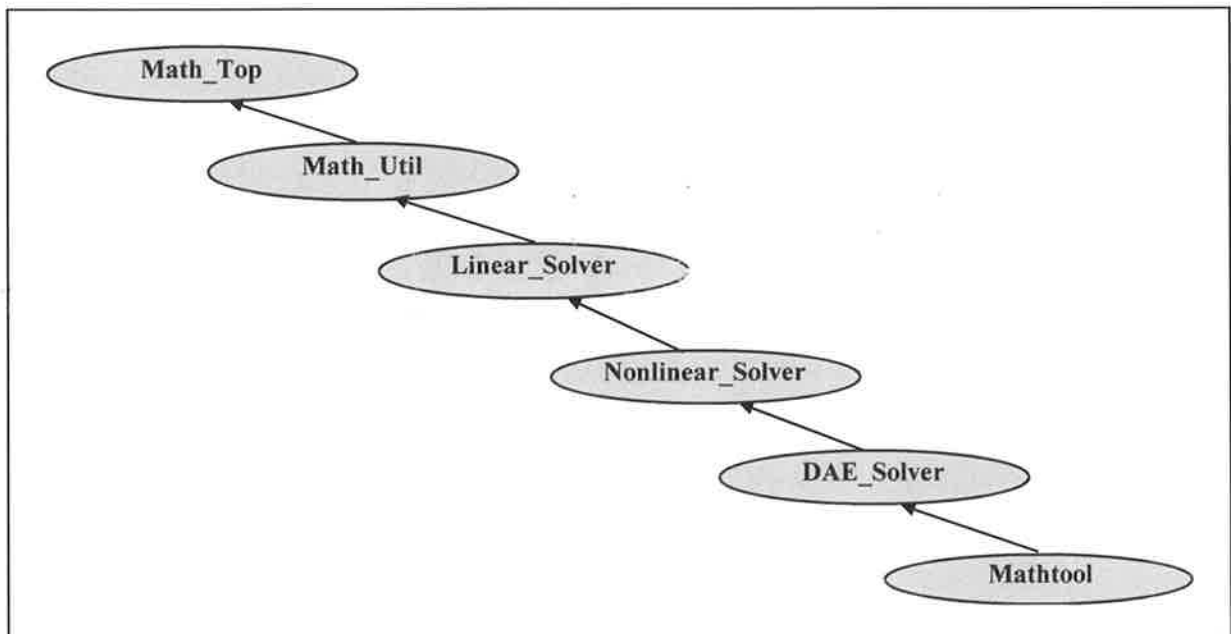 Math_Top
Math_Util
Linear_Solver
Nonlinear_Solver
DAE_Solver
Mathtool